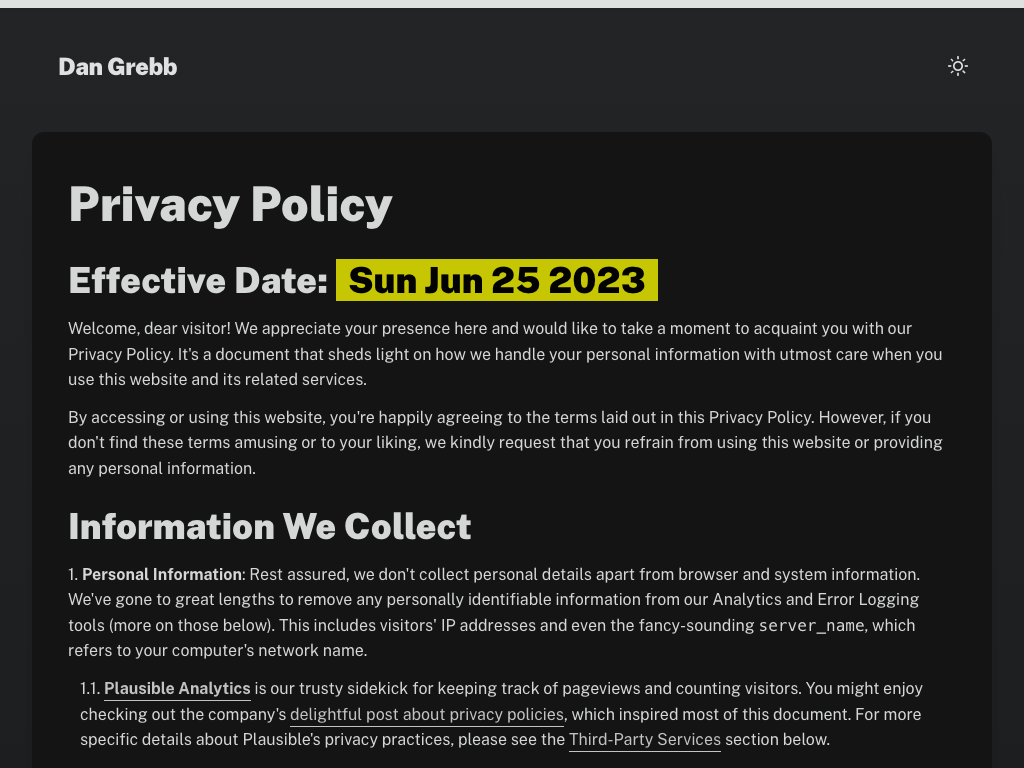 Dan Grebb
Privacy Policy
Effective Date: Sun Jun 25 2023
Welcome, dear visitor! We appreciate your presence here and would like to take a moment to acquaint you with our
Privacy Policy. It's a document that sheds light on how we handle your personal information with utmost care when you
use this website and its related services.
By accessing or using this website, you're happily agreeing to the terms laid out in this Privacy Policy. However, if you
don't find these terms amusing or to your liking, we kindly request that you refrain from using this website or providing
any personal information.
Information We Collect
1. Personal Information: Rest assured, we don't collect personal details apart from browser and system information.
We've gone to great lengths to remove any personally identifiable information from our Analytics and Error Logging
tools (more on those below). This includes visitors' IP addresses and even the fancy-sounding server_name, which
refers to your computer's network name.
1.1. Plausible Analytics is our trusty sidekick for keeping track of pageviews and counting visitors. You might enjoy
checking out the company's delightful post about privacy policies, which inspired most of this document. For more
specific details about Plausible's privacy practices, please see the Third-Party Services section below.